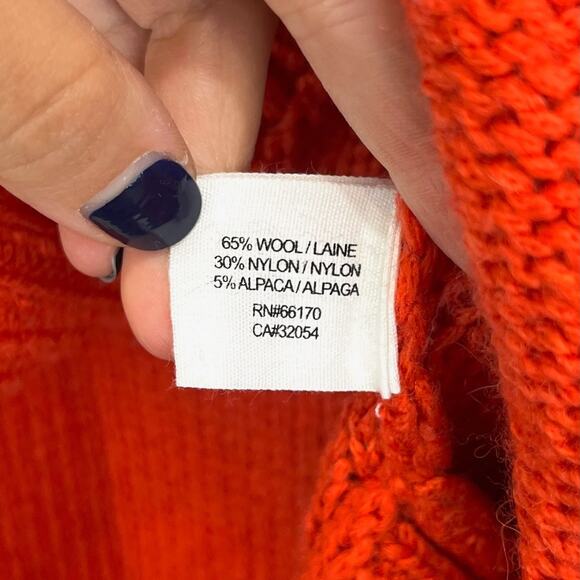 65% WOOL/LAINE
30% NYLON/NYLON
5% ALPACA/ALPAGA
RN#66170
CA#32054